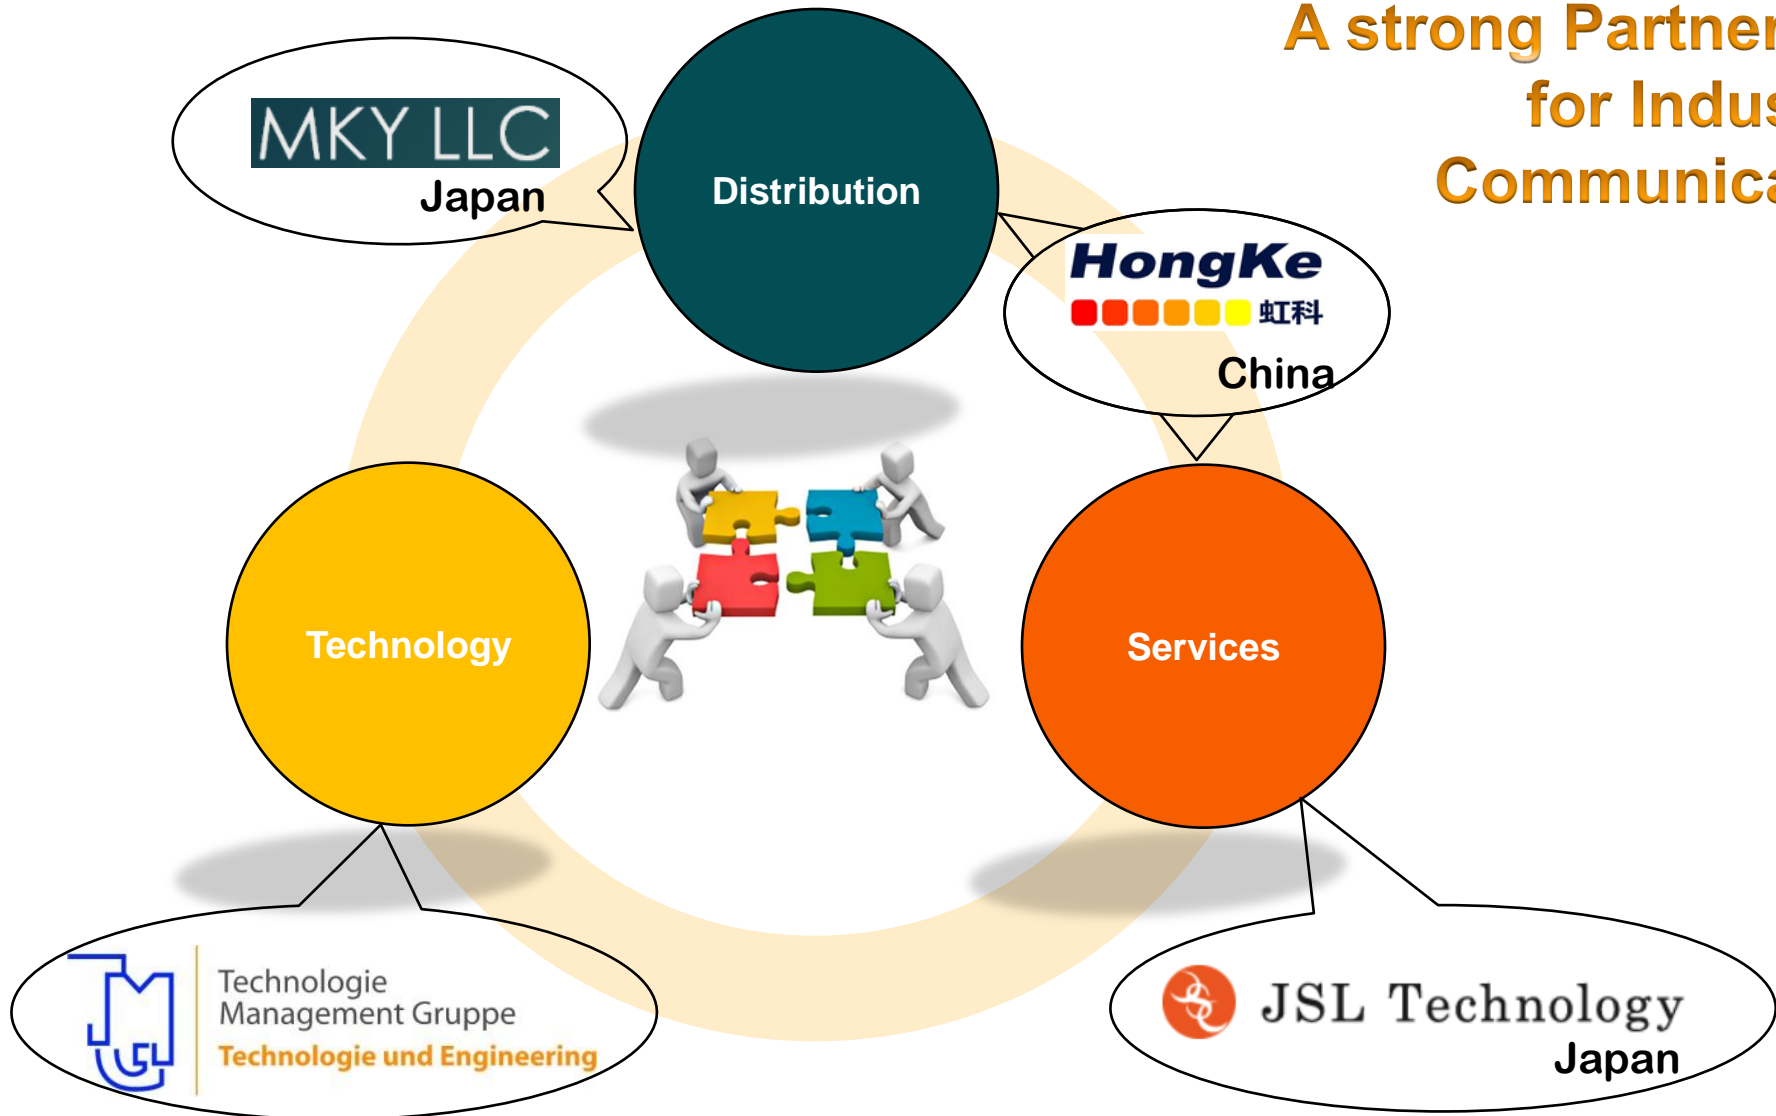 A strong Partner
for Indus
Communica
MKY LLC
Japan
Distribution
HongKe
虹科
China
Technology
Services
Technologie
Management Gruppe
Technologie und Engineering
JSL Technology
Japan